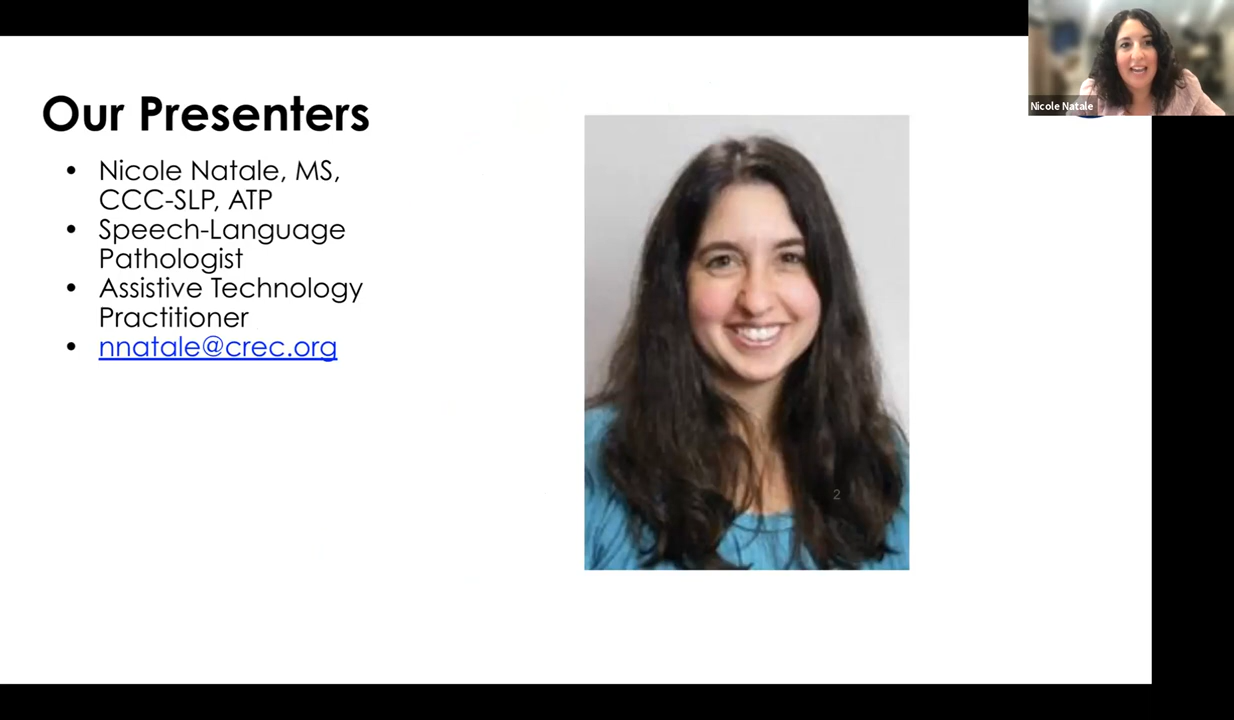 Our Presenters
• Nicole Natale, MS,
CCC-SLP, ATP
• Speech-Language
Pathologist
• Assistive Technology
Practitioner
• nnatale@crec.org
2
Nicole Natale